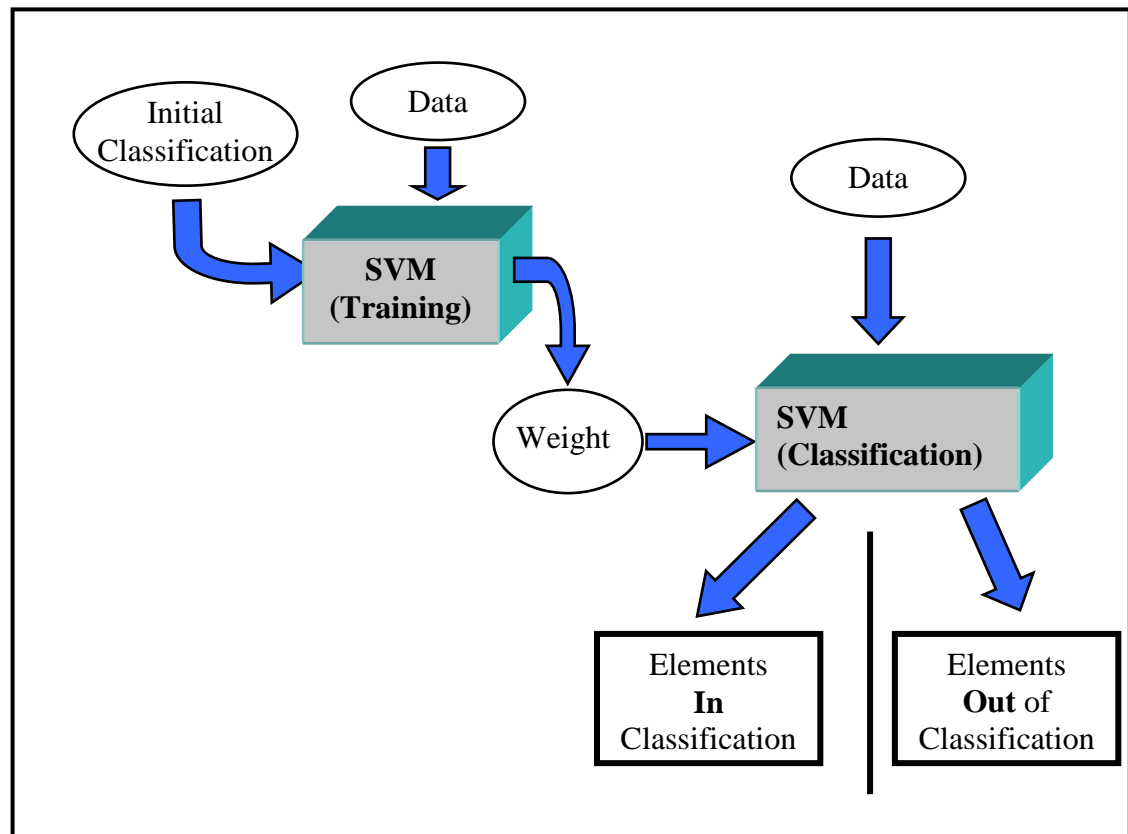 Initial
Classification
Data
Data
SVM
(Training)
Weight
SVM
(Classification)
Elements
In
Classification
Elements
Out of
Classification